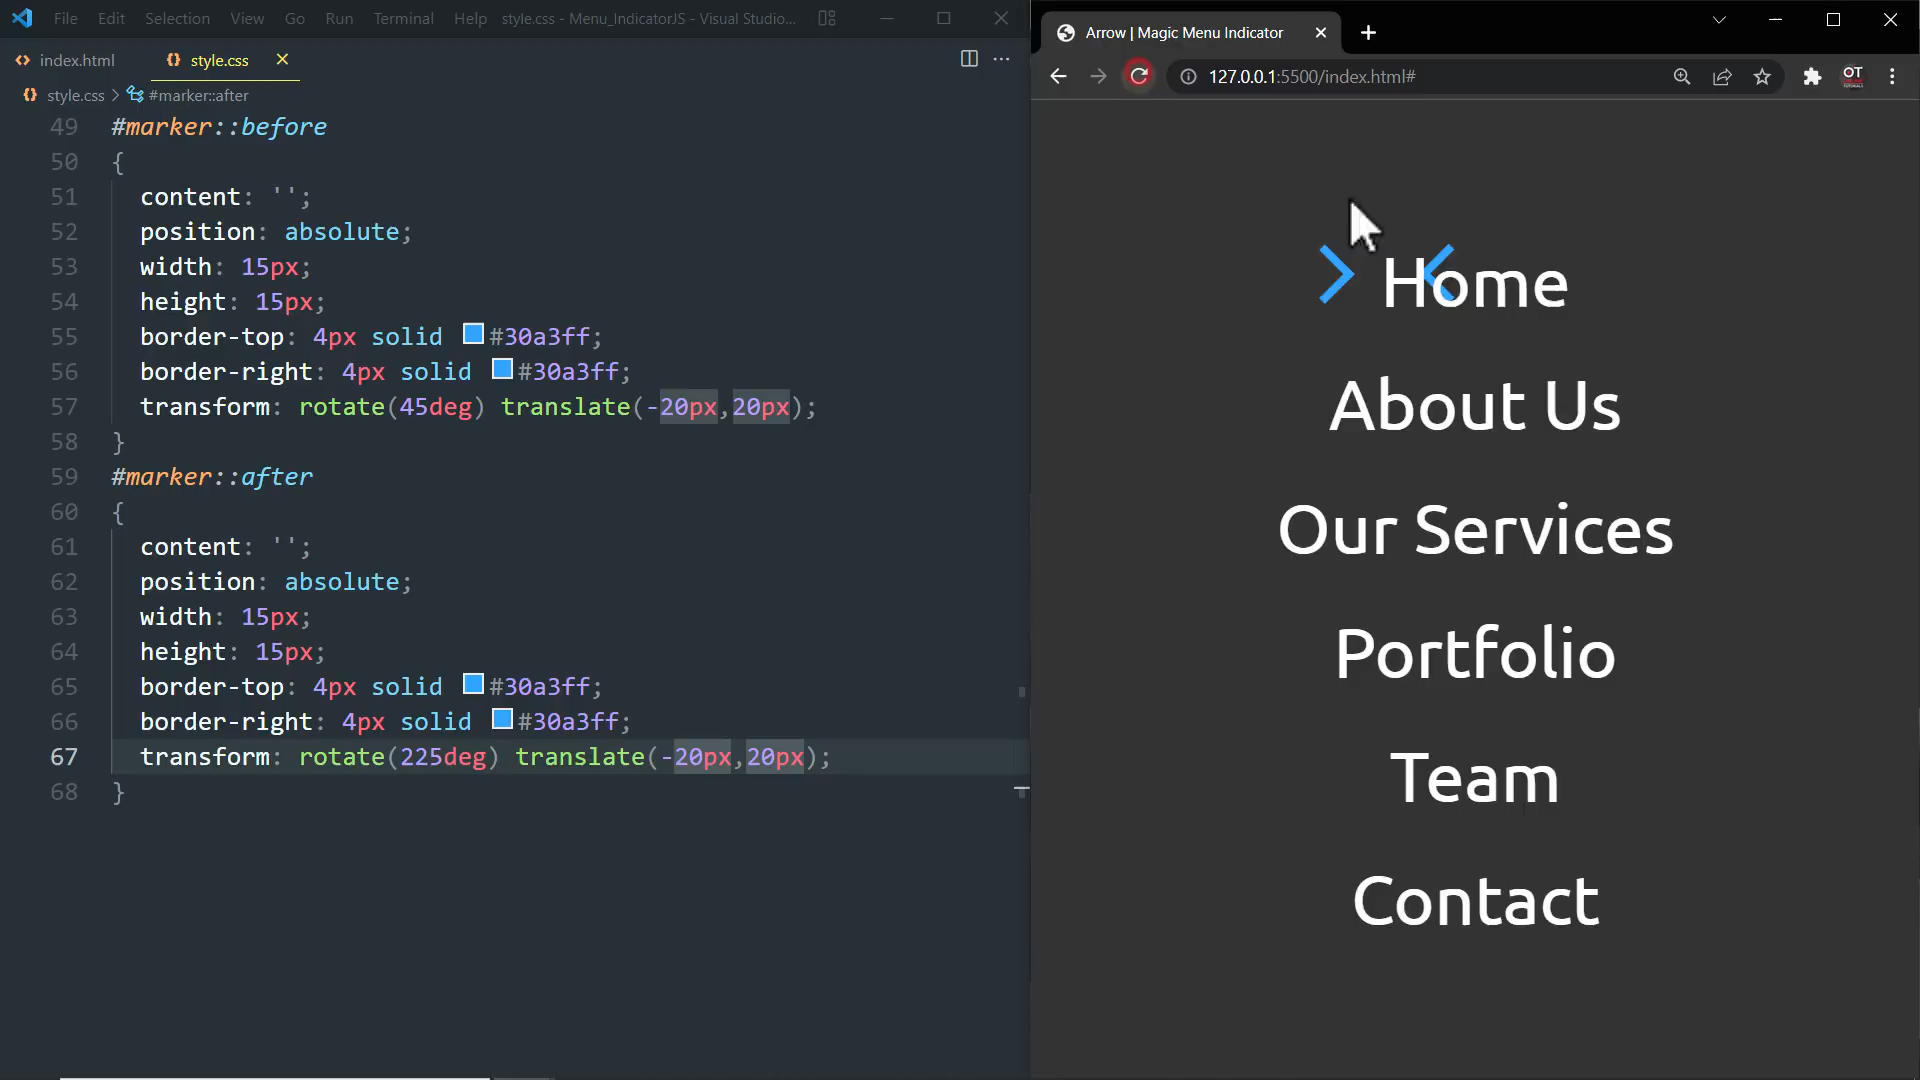 File Edit Selection View Go Run Terminal Help style.css - Menu_IndicatorJS - Visual Studio...
index.html style.css
style.css > #marker::after
49 #marker::before
50 {
51 content: '';
52 position: absolute;
53 width: 15px;
54 height: 15px;
55 border-top: 4px solid #30a3ff;
56 border-right: 4px solid #30a3ff;
57 transform: rotate(45deg) translate(-20px,20px);
58 }
59 #marker::after
60 {
61 content: '';
62 position: absolute;
63 width: 15px;
64 height: 15px;
65 border-top: 4px solid #30a3ff;
66 border-right: 4px solid #30a3ff;
67 transform: rotate(225deg) translate(-20px,20px);
68 }
Arrow | Magic Menu Indicator
127.0.0.1:5500/index.html#
OT
Home
About Us
Our Services
Portfolio
Team
Contact